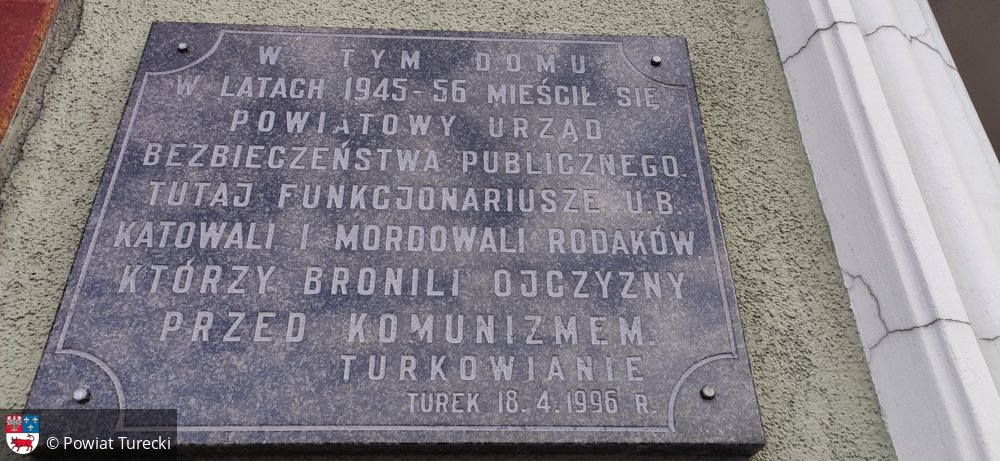 W TYM DOMU
W LATACH 1945-56 MIEŚCIŁ SIĘ
POWIATOWY URZĄD
BEZBIECZEŃSTWA PUBLICZNEGO.
TUTAJ FUNKCJONARIUSZE U.B.
KATOWALI I MORDOWALI RODAKÓW
KTÓRZY BRONILI OJCZYZNY
PRZED KOMUNIZMEM.
TURKOWIANIE
TUREK 18.4.1996 R.
© Powiat Turecki